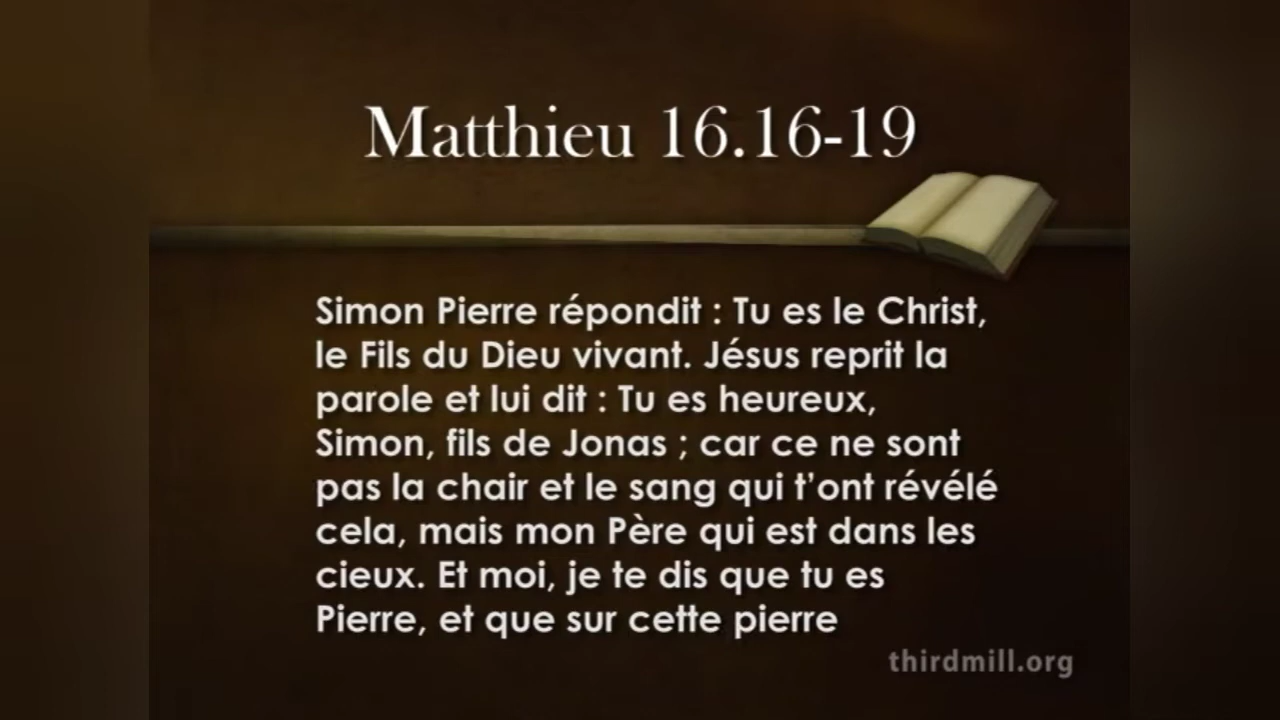 Matthieu 16.16-19
Simon Pierre répondit : Tu es le Christ,
le Fils du Dieu vivant. Jésus reprit la
parole et lui dit : Tu es heureux,
Simon, fils de Jonas ; car ce ne sont
pas la chair et le sang qui t’ont révélé
cela, mais mon Père qui est dans les
cieux. Et moi, je te dis que tu es
Pierre, et que sur cette pierre
thirdmill.org